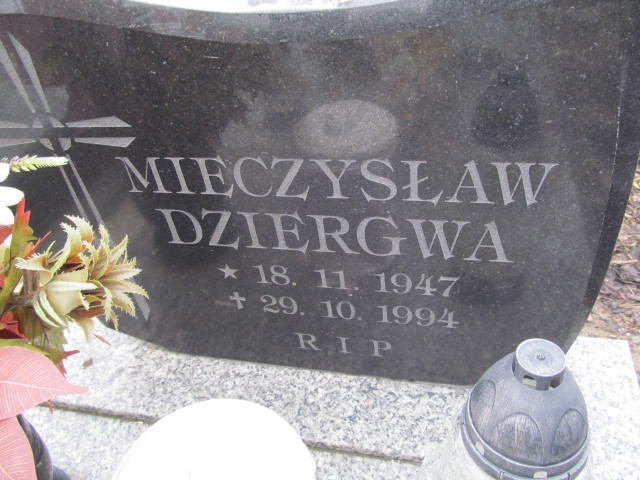 MIECZYSŁAW
DZIERGWA
★ 18. 11. 1947
✝ 29. 10. 1994
R I P